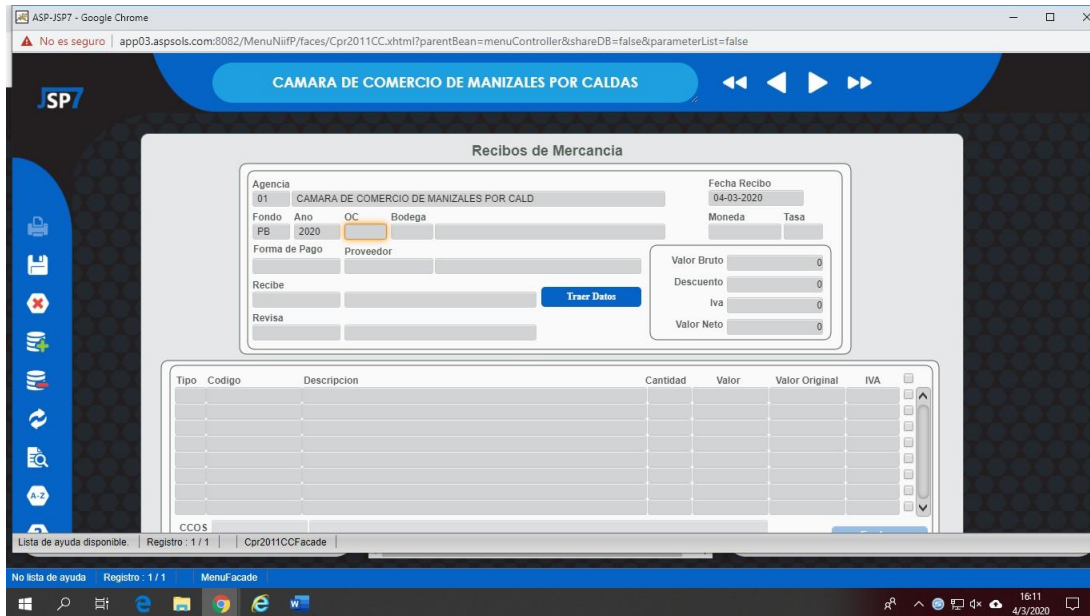 ASP-JSP7 - Google Chrome
No es seguro | app03.aspsols.com:8082/MenuNiifP/faces/Cpr2011CC.xhtml?parentBean=menuController&shareDB=false&parameterList=false
JSP7
CAMARA DE COMERCIO DE MANIZALES POR CALDAS
Recibos de Mercancia
Agencia Fecha Recibo
01 CAMARA DE COMERCIO DE MANIZALES POR CALD 04-03-2020
Fondo Ano OC Bodega Moneda Tasa
PB 2020
Forma de Pago Proveedor
Valor Bruto 0
Descuento 0
Recibe
Traer Datos
Iva 0
Revisa
Valor Neto 0
Tipo Codigo Descripcion Cantidad Valor Valor Original IVA
A-Z
CCOS
Lista de ayuda disponible. Registro : 1 / 1 Cpr2011CCFacade
No lista de ayuda Registro : 1 / 1 MenuFacade
16:11
4/3/2020